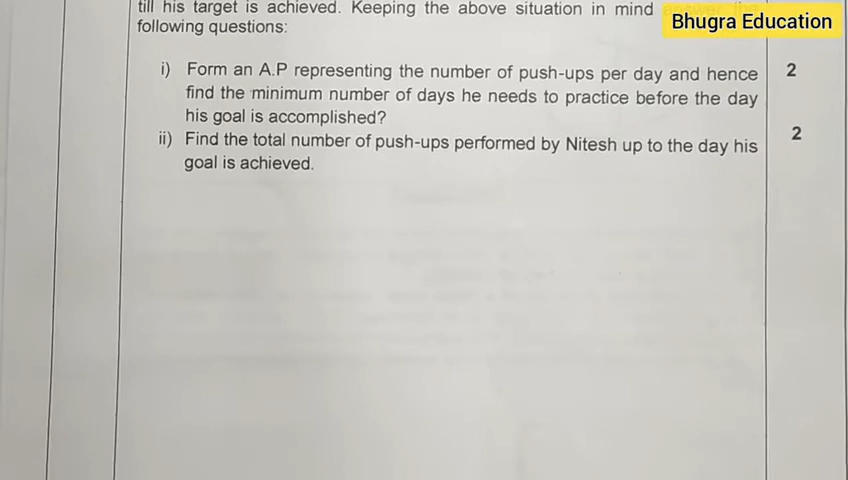 till his target is achieved. Keeping the above situation in mind answer the
Bhugra Education
following questions:
i) Form an A.P representing the number of push-ups per day and hence 2
find the minimum number of days he needs to practice before the day
his goal is accomplished?
ii) Find the total number of push-ups performed by Nitesh up to the day his 2
goal is achieved.